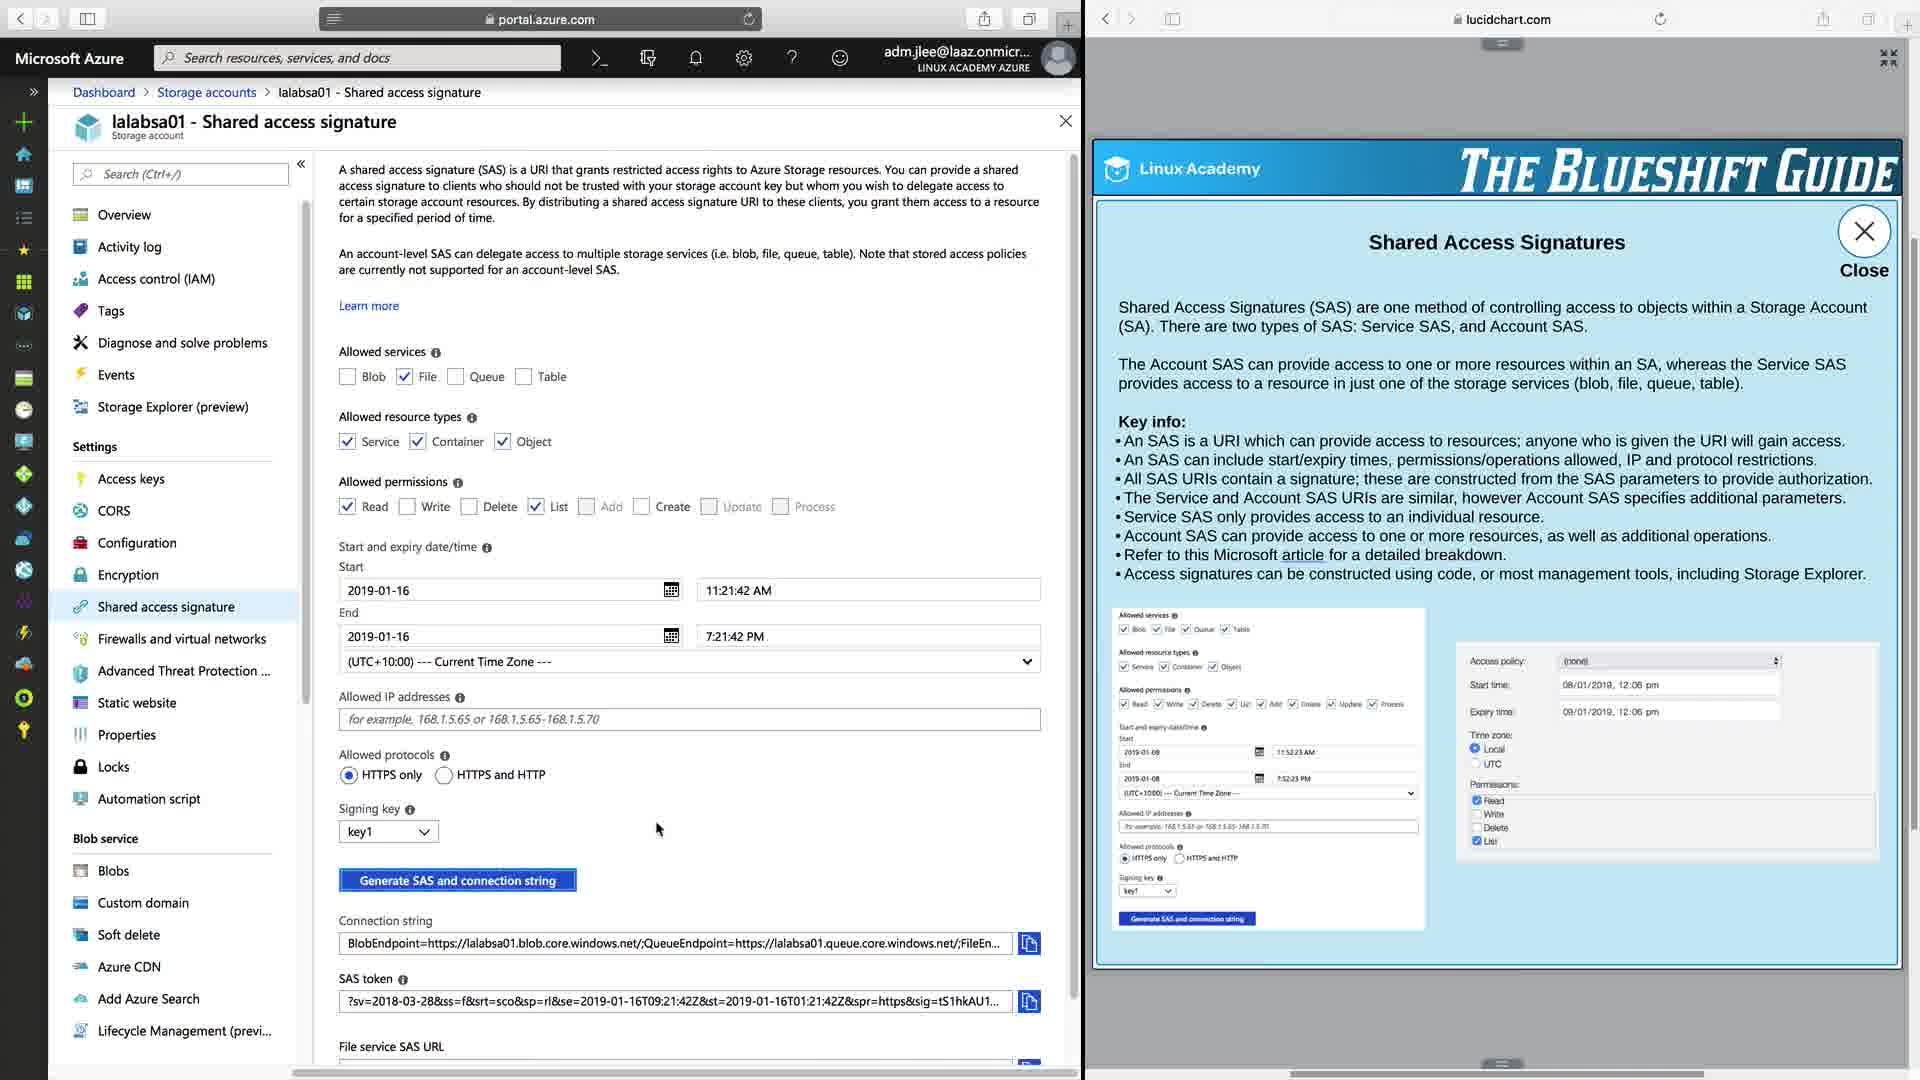 portal.azure.com
lucidchart.com
Microsoft Azure
Search resources, services, and docs
adm.jlee@laaz.onmicr...
LINUX ACADEMY AZURE
Dashboard > Storage accounts > lalabsa01 - Shared access signature
lalabsa01 - Shared access signature
Storage account
Search (Ctrl+/)
Overview
Activity log
Access control (IAM)
Tags
Diagnose and solve problems
Events
Storage Explorer (preview)
Settings
Access keys
CORS
Configuration
Encryption
Shared access signature
Firewalls and virtual networks
Advanced Threat Protection ...
Static website
Properties
Locks
Automation script
Blob service
Blobs
Custom domain
Soft delete
Azure CDN
Add Azure Search
Lifecycle Management (previ...
A shared access signature (SAS) is a URI that grants restricted access rights to Azure Storage resources. You can provide a shared
access signature to clients who should not be trusted with your storage account key but whom you wish to delegate access to
certain storage account resources. By distributing a shared access signature URI to these clients, you grant them access to a resource
for a specified period of time.
An account-level SAS can delegate access to multiple storage services (i.e. blob, file, queue, table). Note that stored access policies
are currently not supported for an account-level SAS.
Learn more
Allowed services
Blob File Queue Table
Allowed resource types
Service Container Object
Allowed permissions
Read Write Delete List Add Create Update Process
Start and expiry date/time
Start
2019-01-16 11:21:42 AM
End
2019-01-16 7:21:42 PM
(UTC+10:00) --- Current Time Zone ---
Allowed IP addresses
for example, 168.1.5.65 or 168.1.5.65-168.1.5.70
Allowed protocols
HTTPS only HTTPS and HTTP
Signing key
key1
Generate SAS and connection string
Connection string
BlobEndpoint=https://lalabsa01.blob.core.windows.net/;QueueEndpoint=https://lalabsa01.queue.core.windows.net/;FileEn...
SAS token
?sv=2018-03-28&ss=f&srt=sco&sp=rl&se=2019-01-16T09:21:42Z&st=2019-01-16T01:21:42Z&spr=https&sig=tS1hkAU1...
File service SAS URL
Linux Academy
THE BLUESHIFT GUIDE
Shared Access Signatures
Close
Shared Access Signatures (SAS) are one method of controlling access to objects within a Storage Account
(SA). There are two types of SAS: Service SAS, and Account SAS.
The Account SAS can provide access to one or more resources within an SA, whereas the Service SAS
provides access to a resource in just one of the storage services (blob, file, queue, table).
Key info:
• An SAS is a URI which can provide access to resources; anyone who is given the URI will gain access.
• An SAS can include start/expiry times, permissions/operations allowed, IP and protocol restrictions.
• All SAS URIs contain a signature; these are constructed from the SAS parameters to provide authorization.
• The Service and Account SAS URIs are similar, however Account SAS specifies additional parameters.
• Service SAS only provides access to an individual resource.
• Account SAS can provide access to one or more resources, as well as additional operations.
• Refer to this Microsoft article for a detailed breakdown.
• Access signatures can be constructed using code, or most management tools, including Storage Explorer.
Allowed services
Blob File Queue Table
Allowed resource types
Service Container Object
Allowed permissions
Read Write Delete List Add Create Update Process
Start and expiry date/time
Start
2019-01-08 11:52:23 AM
End
2019-01-08 7:52:23 PM
(UTC+10:00) --- Current Time Zone ---
Allowed IP addresses
for example, 168.1.5.65 or 168.1.5.65-168.1.5.70
Allowed protocols
HTTPS only HTTPS and HTTP
Signing key
key1
Generate SAS and connection string
Access policy: (none)
Start time: 08/01/2019, 12:06 pm
Expiry time: 09/01/2019, 12:06 pm
Time zone:
Local
UTC
Permissions:
Read
Write
Delete
List